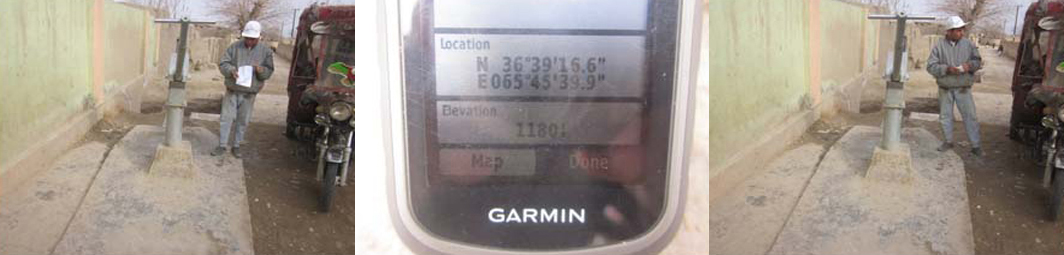 Location
N 36°39'16.6"
E065°45'39.9"
Elevation
1180
Map
Done
GARMIN